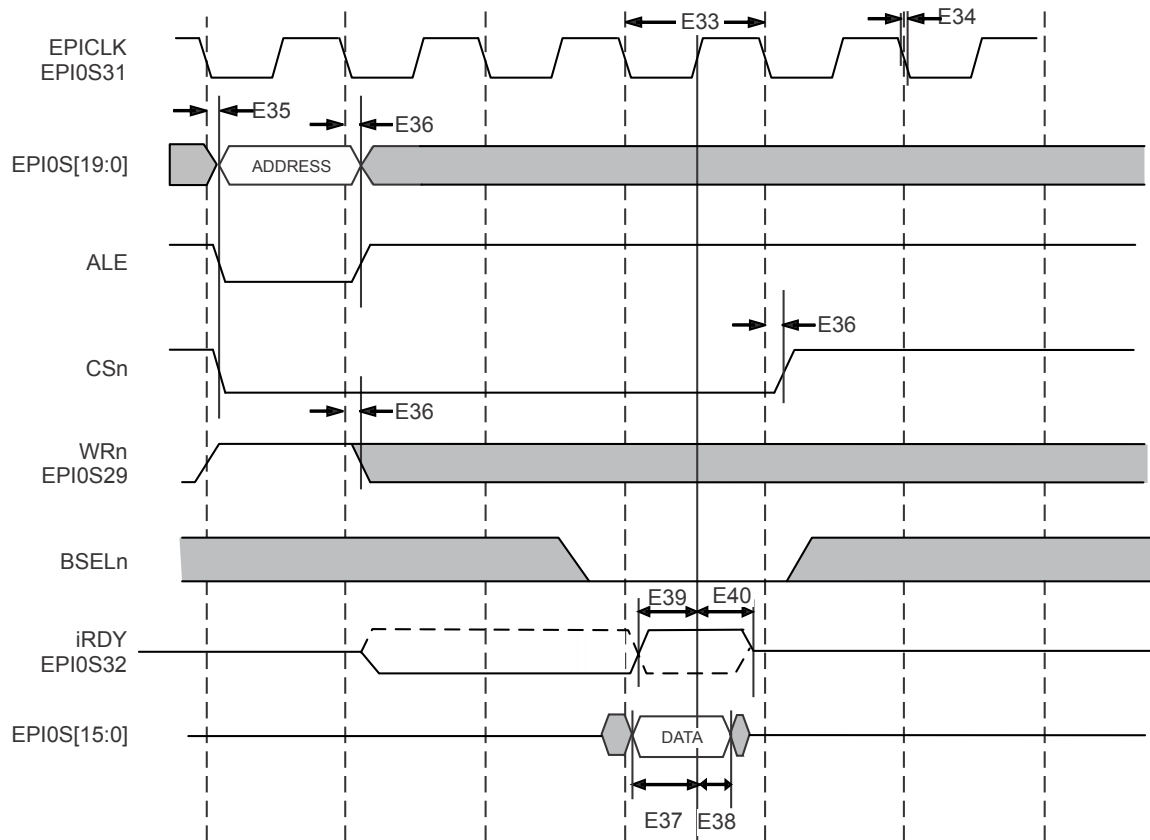 E33
E34
EPICLK
EPI0S31
E35
E36
EPI0S[19:0]
ADDRESS
ALE
E36
CSn
E36
WRn
EPI0S29
BSELn
E39
E40
iRDY
EPI0S32
EPI0S[15:0]
DATA
E37
E38